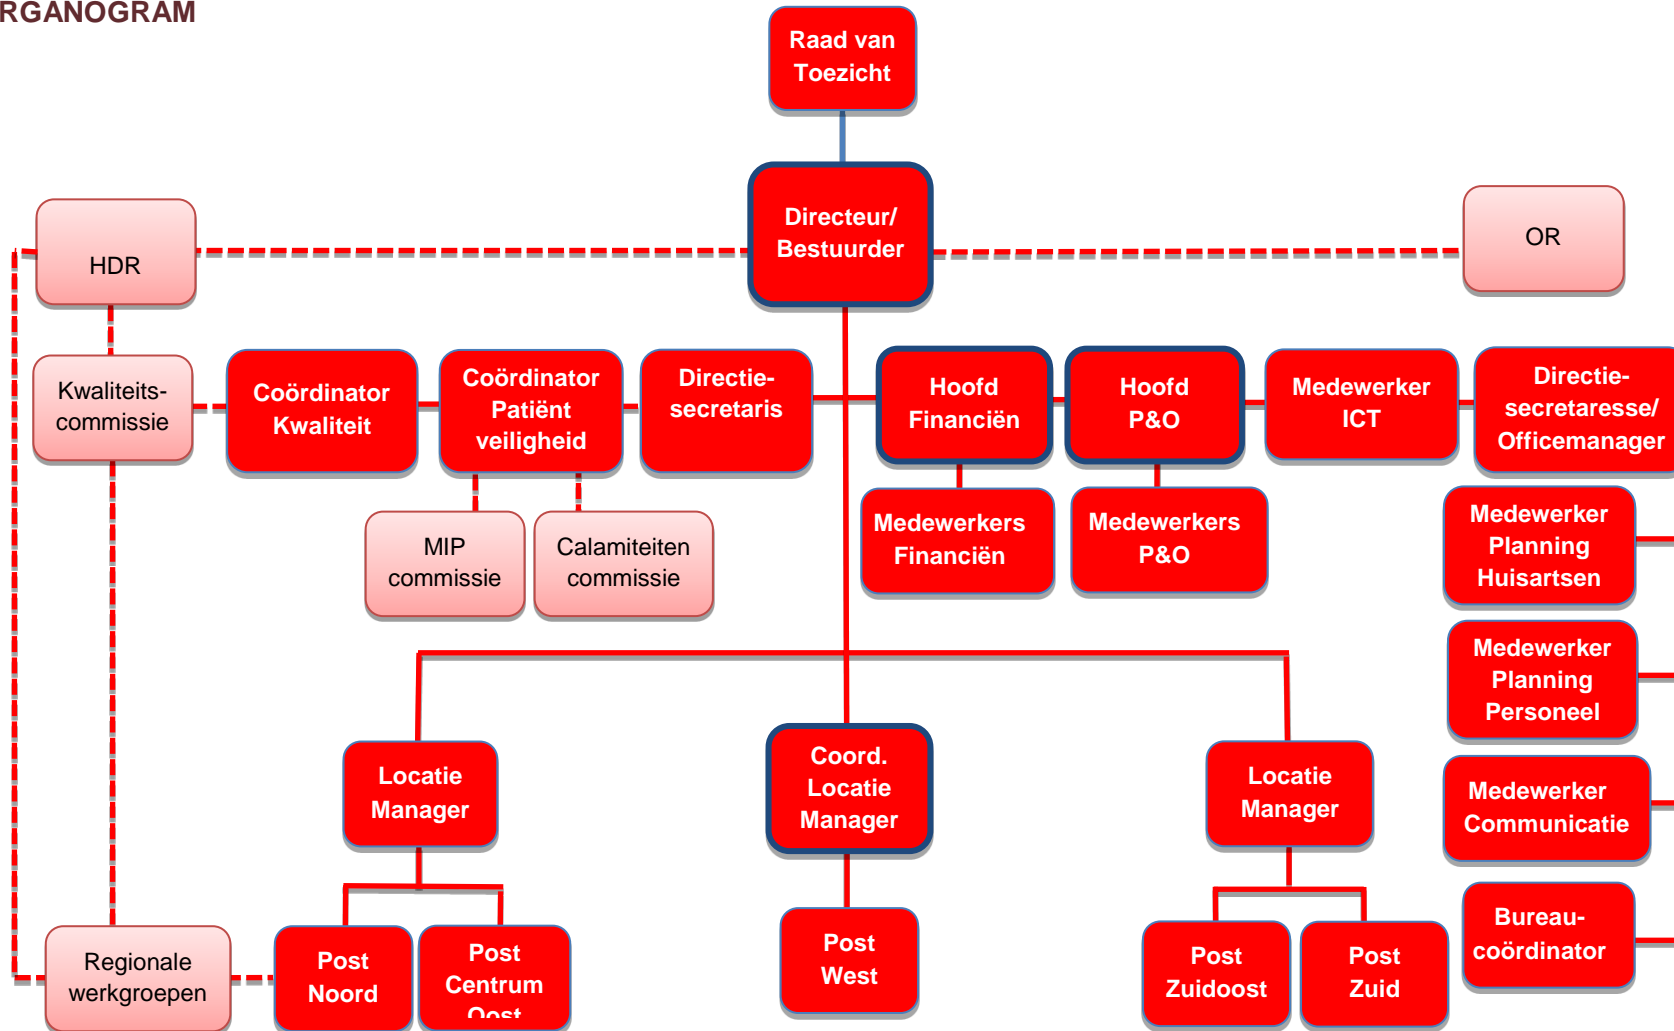 RGANOGRAM
Raad van
Toezicht
Directeur/
Bestuurder
HDR
OR
Kwaliteits-
commissie
Coördinator
Kwaliteit
Coördinator
Patiënt
veiligheid
Directie-
secretaris
Hoofd
Financiën
Hoofd
P&O
Medewerker
ICT
Directie-
secretaresse/
Officemanager
MIP
commissie
Calamiteiten
commissie
Medewerkers
Financiën
Medewerkers
P&O
Medewerker
Planning
Huisartsen
Medewerker
Planning
Personeel
Locatie
Manager
Coord.
Locatie
Manager
Locatie
Manager
Medewerker
Communicatie
Regionale
werkgroepen
Post
Noord
Post
Centrum
Oost
Post
West
Post
Zuidoost
Post
Zuid
Bureau-
coördinator